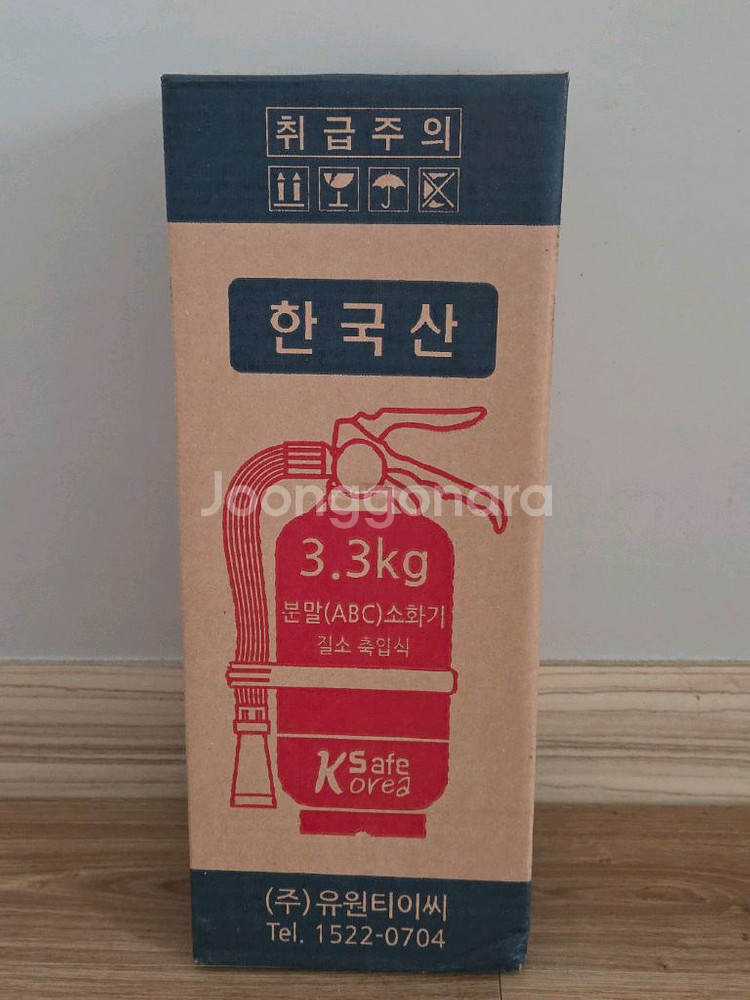 취급주의
한국산
Joonggonara
3.3kg
분말(ABC)소화기
질소 축압식
KSafe
Korea
(주)유원티이씨
Tel. 1522-0704